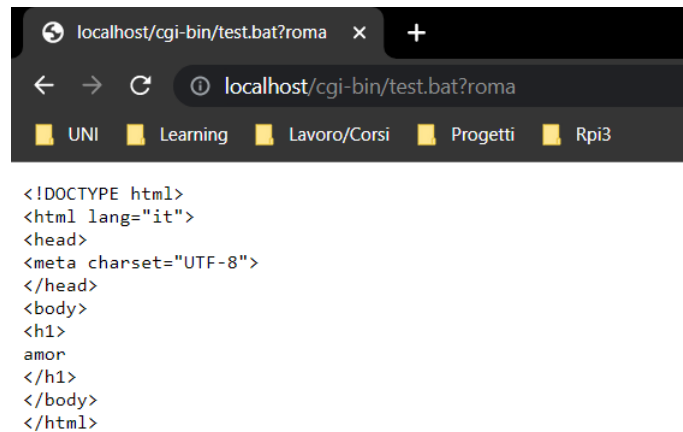 localhost/cgi-bin/test.bat?roma
localhost/cgi-bin/test.bat?roma
UNI Learning Lavoro/Corsi Progetti Rpi3
<!DOCTYPE html>
<html lang="it">
<head>
<meta charset="UTF-8">
</head>
<body>
<h1>
amor
</h1>
</body>
</html>